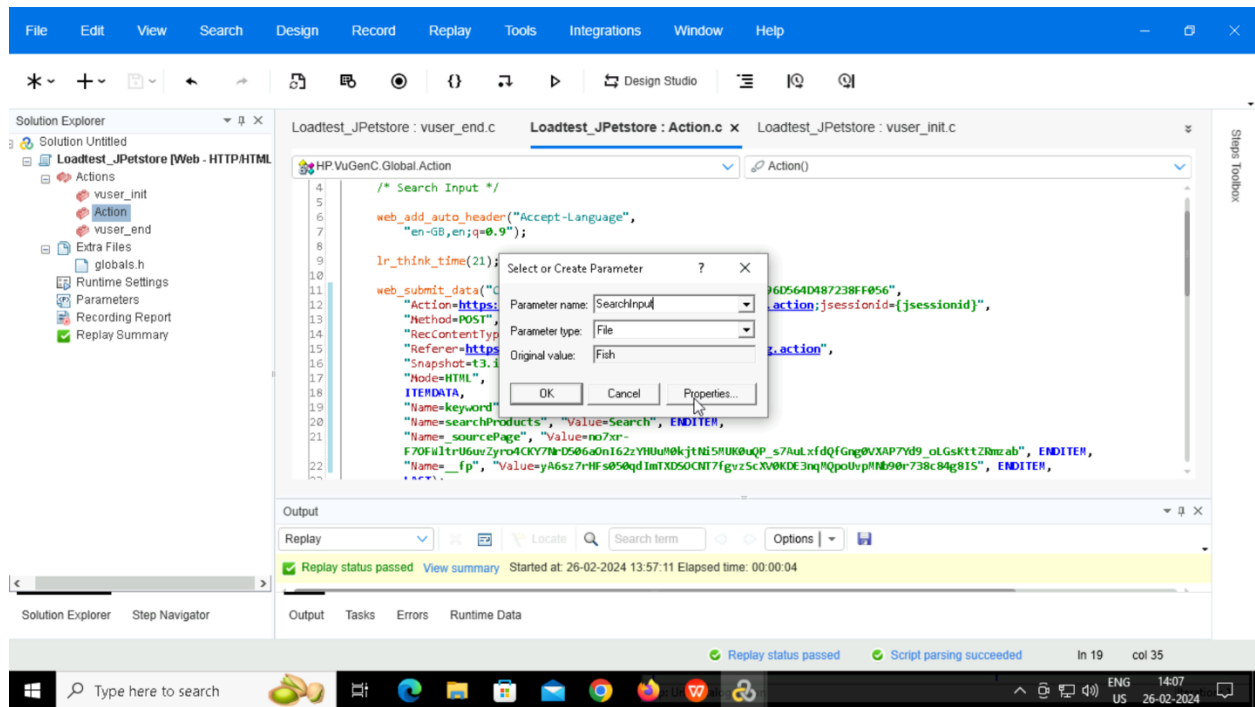 File Edit View Search Design Record Replay Tools Integrations Window Help
Design Studio
Solution Explorer
Solution Untitled
Loadtest_JPetstore [Web - HTTP/HTML
Actions
vuser_init
Action
vuser_end
Extra Files
globals.h
Runtime Settings
Parameters
Recording Report
Replay Summary
Loadtest_JPetstore : vuser_end.c Loadtest_JPetstore : Action.c Loadtest_JPetstore : vuser_init.c
HP.VuGenC.Global.Action Action()
4 /* Search Input */
5
6 web_add_auto_header("Accept-Language",
7 "en-GB,en;q=0.9");
8
9 lr_think_time(21);
10
11 web_submit_data("C 96D564D487238FF056",
12 "Action=https: .action;jsessionid={jsessionid}",
13 "Method=POST",
14 "RecContentTyp
15 "Referer=https g.action",
16 "Snapshot=t3.i
17 "Mode=HTML",
18 ITEMDATA,
19 "Name=keyword"
20 "Name=searchProducts", "Value=Search", ENDITEM,
21 "Name=_sourcePage", "Value=no7xr-
22 "Name=__fp",
Select or Create Parameter ? ×
Parameter name: SearchInput
Parameter type: File
Original value: Fish
OK Cancel Properties...
Steps Toolbox
Output
Replay Locate Search term Options
Replay status passed View summary Started at: 26-02-2024 13:57:11 Elapsed time: 00:00:04
Solution Explorer Step Navigator Output Tasks Errors Runtime Data
Replay status passed Script parsing succeeded ln 19 col 35
Type here to search
ENG 14:07
US 26-02-2024